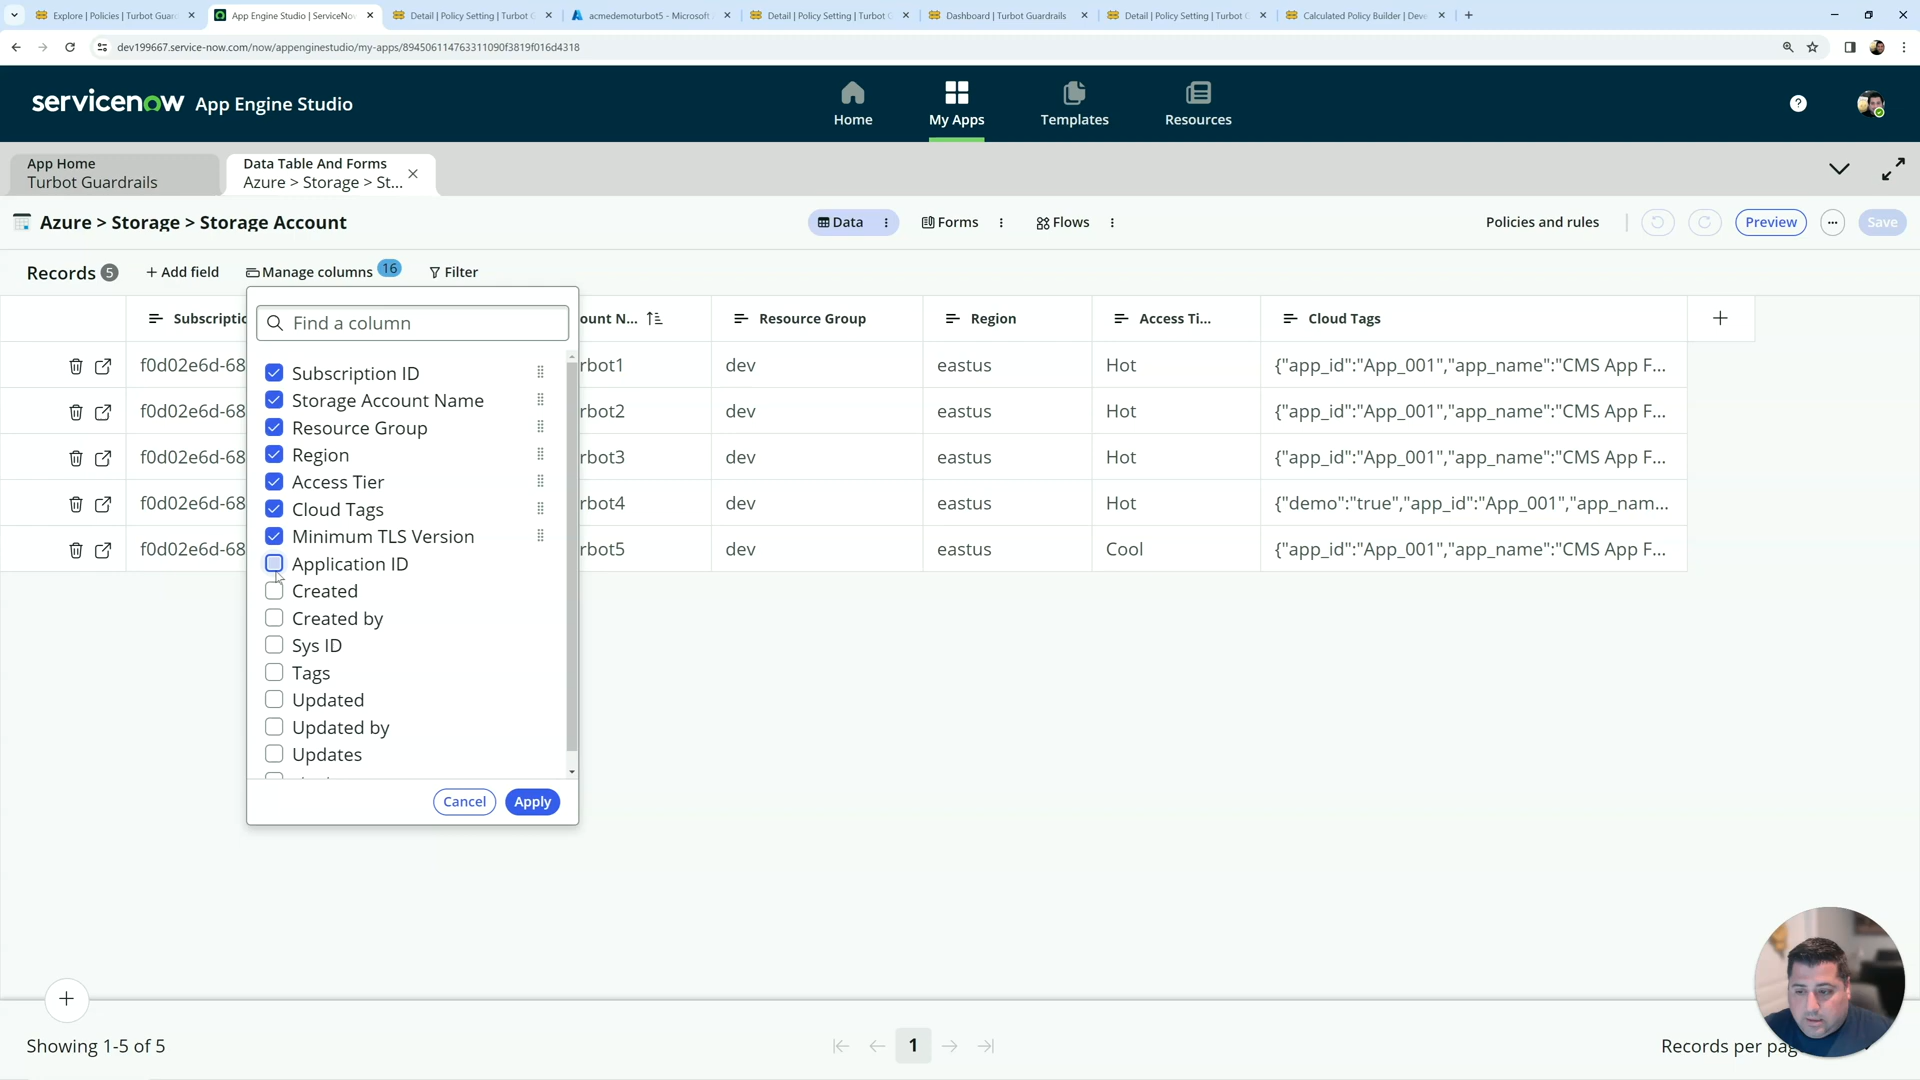 Explore | Policies | Turbot Guar
App Engine Studio | ServiceNo
Detail | Policy Setting | Turbot
acmedemoturbot5 - Microsoft
Detail | Policy Setting | Turbot
Dashboard | Turbot Guardrails
Detail | Policy Setting | Turbot
Calculated Policy Builder | Dev
dev199667.service-now.com/now/appenginestudio/my-apps/894506114763311090f3819f016d4318
servicenow App Engine Studio
Home
My Apps
Templates
Resources
?
App Home
Turbot Guardrails
Data Table And Forms
Azure > Storage > St...
Azure > Storage > Storage Account
Data
Forms
Flows
Policies and rules
Preview
Save
Records 5
+ Add field
Manage columns 16
Filter
Subscriptio
ount N...
Resource Group
Region
Access Ti...
Cloud Tags
f0d02e6d-68 rbot1 dev eastus Hot {"app_id":"App_001","app_name":"CMS App F...
f0d02e6d-68 rbot2 dev eastus Hot {"app_id":"App_001","app_name":"CMS App F...
f0d02e6d-68 rbot3 dev eastus Hot {"app_id":"App_001","app_name":"CMS App F...
f0d02e6d-68 rbot4 dev eastus Hot {"demo":"true","app_id":"App_001","app_nam...
f0d02e6d-68 rbot5 dev eastus Cool {"app_id":"App_001","app_name":"CMS App F...
Find a column
Subscription ID
Storage Account Name
Resource Group
Region
Access Tier
Cloud Tags
Minimum TLS Version
Application ID
Created
Created by
Sys ID
Tags
Updated
Updated by
Updates
Cancel
Apply
Showing 1-5 of 5
1
Records per pag